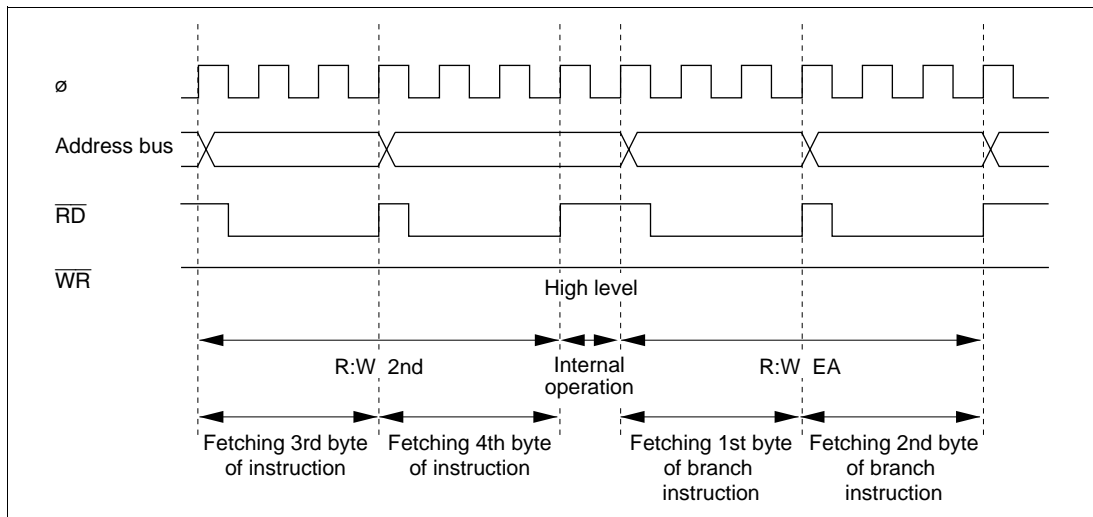 ø
Address bus
RD
WR
High level
R:W 2nd
Internal
operation
R:W EA
Fetching 3rd byte
of instruction
Fetching 4th byte
of instruction
Fetching 1st byte
of branch
instruction
Fetching 2nd byte
of branch
instruction